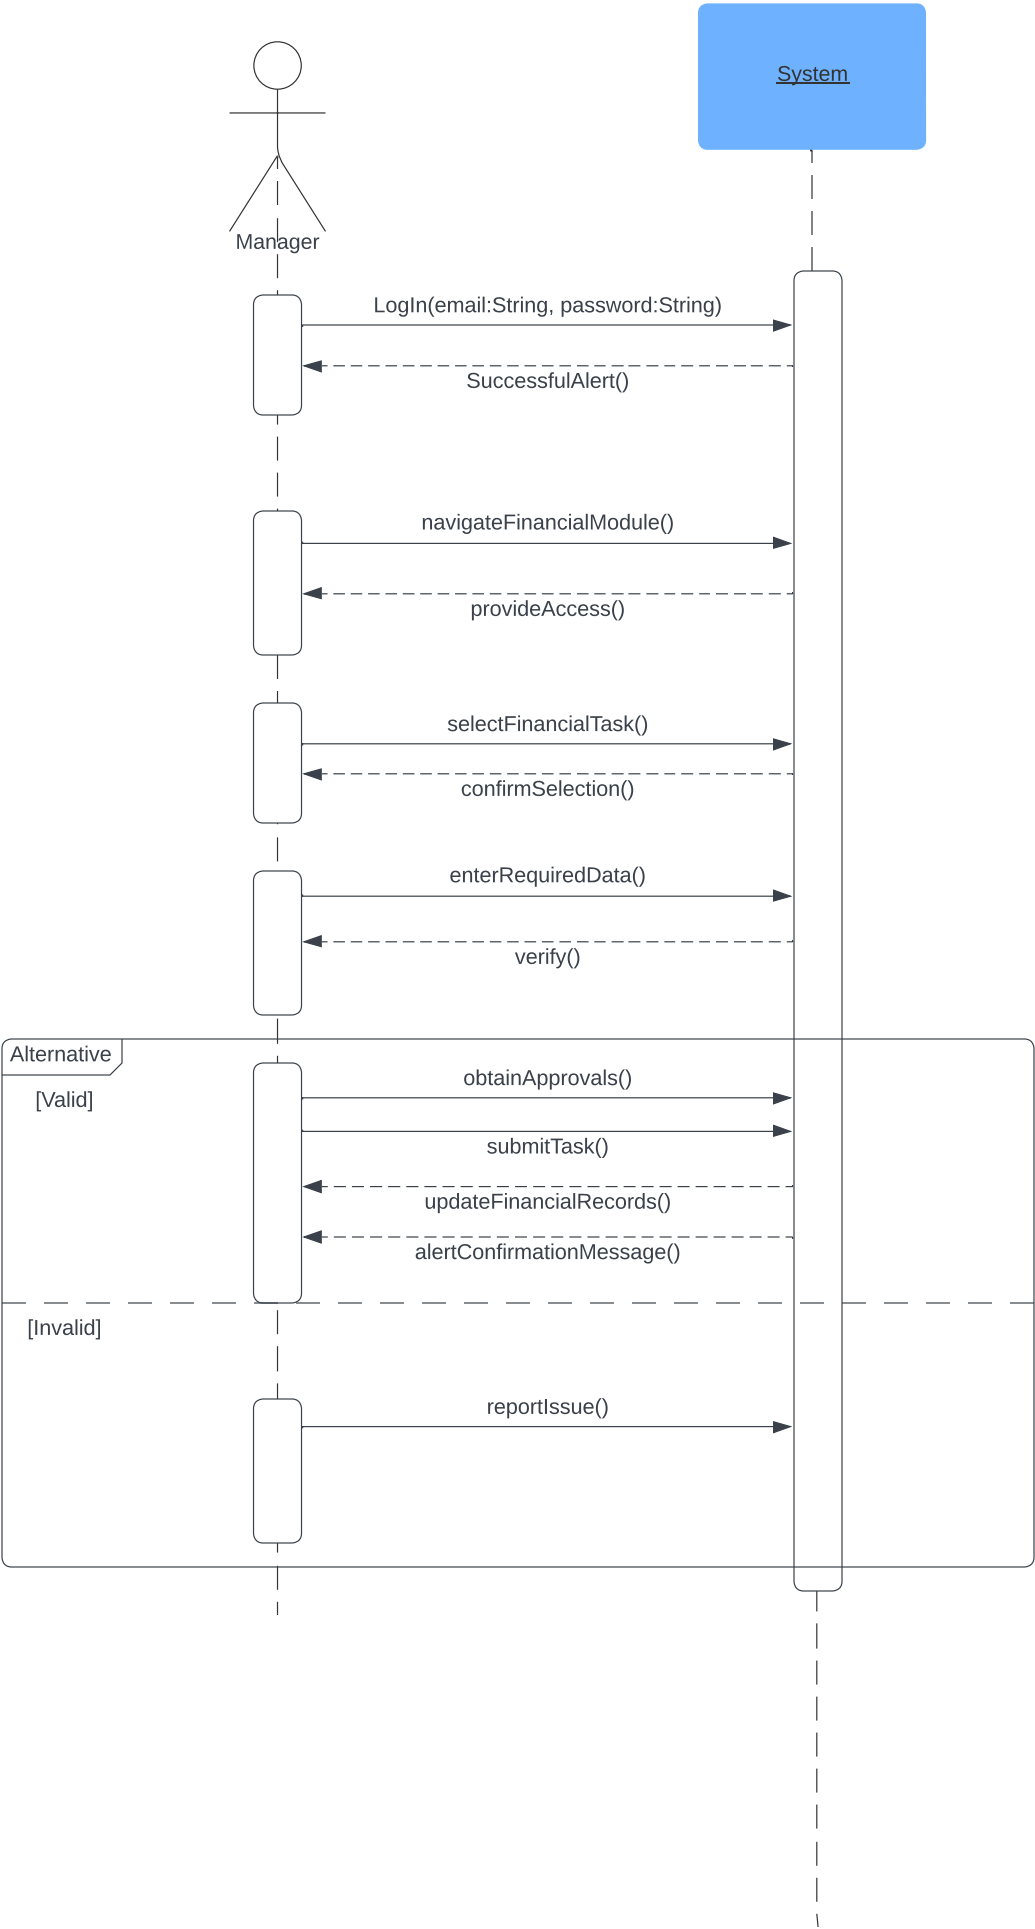 System
Manager
LogIn(email:String, password:String)
SuccessfulAlert()
navigateFinancialModule()
provideAccess()
selectFinancialTask()
confirmSelection()
enterRequiredData()
verify()
Alternative
[Valid]
obtainApprovals()
submitTask()
updateFinancialRecords()
alertConfirmationMessage()
[Invalid]
reportIssue()